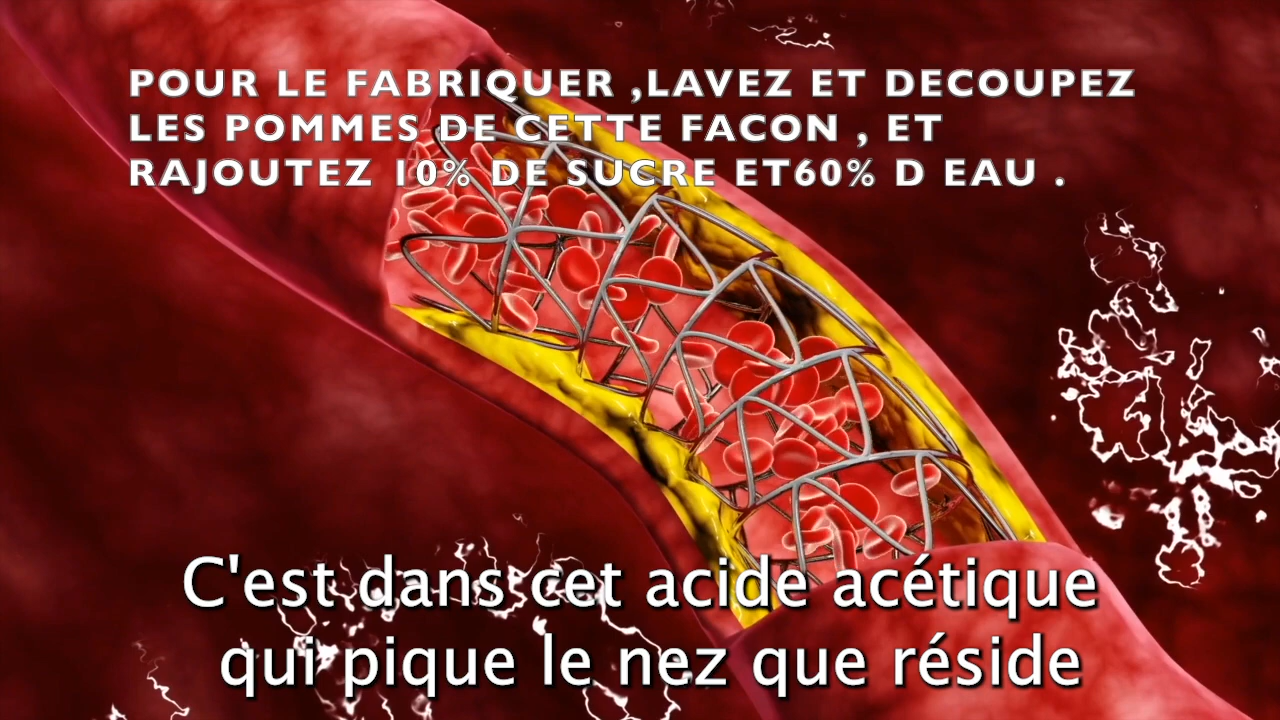 POUR LE FABRIQUER ,LAVEZ ET DECOUPEZ
LES POMMES DE CETTE FACON , ET
RAJOUTEZ 10% DE SUCRE ET60% D EAU .
C'est dans cet acide acétique
qui pique le nez que réside